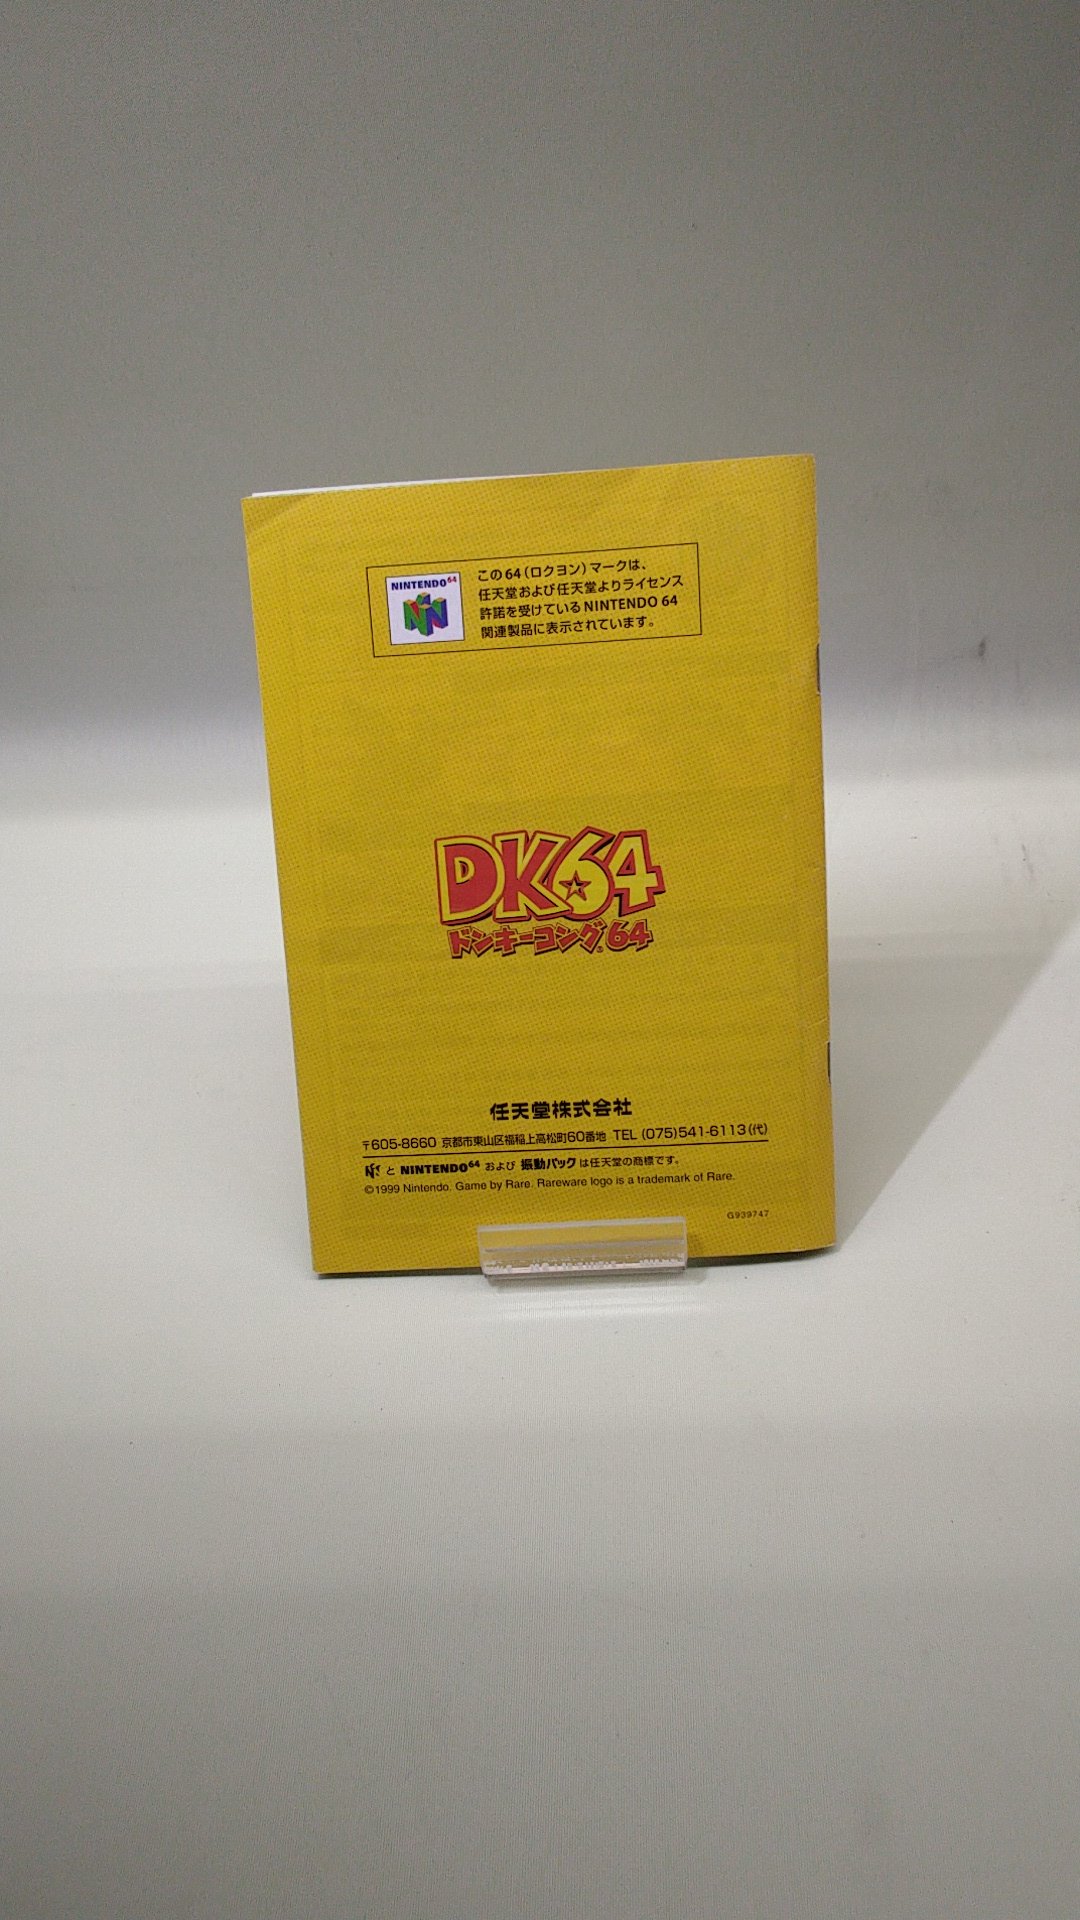 NINTENDO64
この64(ロクヨン)マークは、
任天堂および任天堂よりライセンス
許諾を受けているNINTENDO 64
関連製品に表示されています。
DK★64
ドンキーコング®64
任天堂株式会社
〒605-8660 京都市東山区福稲上高松町60番地 TEL (075)541-6113(代)
と NINTENDO64 および 振動パック は任天堂の商標です。
©1999 Nintendo. Game by Rare. Rareware logo is a trademark of Rare.
G939747